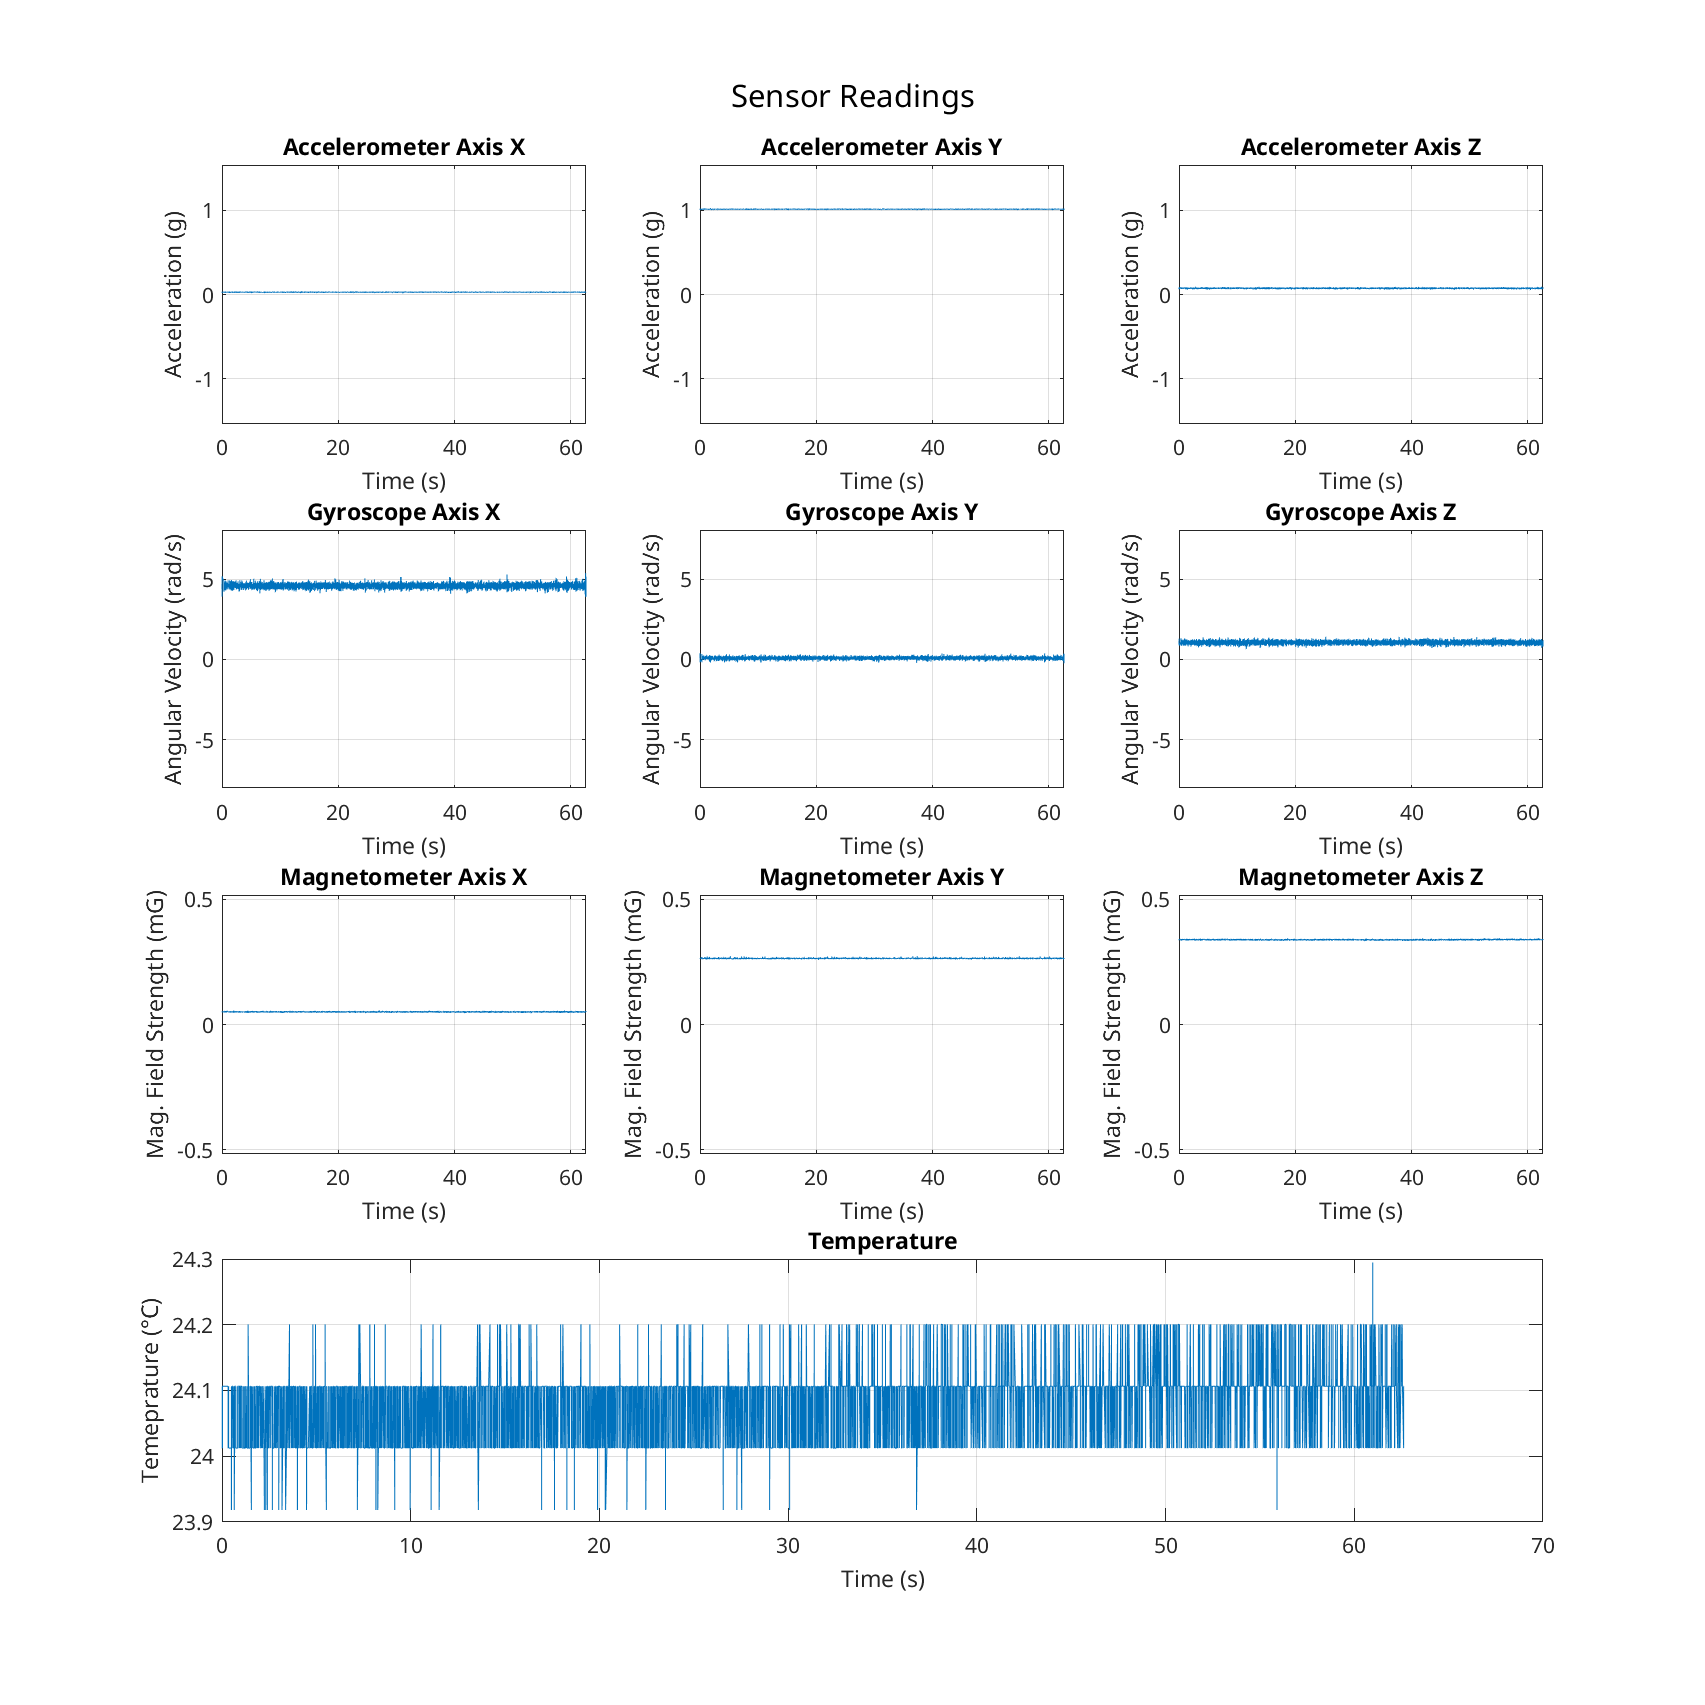 Sensor Readings
Accelerometer Axis X
Accelerometer Axis Y
Accelerometer Axis Z
Acceleration (g)
1
0
-1
0 20 40 60
Time (s)
Acceleration (g)
1
0
-1
0 20 40 60
Time (s)
Acceleration (g)
1
0
-1
0 20 40 60
Time (s)
Gyroscope Axis X
Gyroscope Axis Y
Gyroscope Axis Z
Angular Velocity (rad/s)
5
0
-5
0 20 40 60
Time (s)
Angular Velocity (rad/s)
5
0
-5
0 20 40 60
Time (s)
Angular Velocity (rad/s)
5
0
-5
0 20 40 60
Time (s)
Magnetometer Axis X
Magnetometer Axis Y
Magnetometer Axis Z
Mag. Field Strength (mG)
0.5
0
-0.5
0 20 40 60
Time (s)
Mag. Field Strength (mG)
0.5
0
-0.5
0 20 40 60
Time (s)
Mag. Field Strength (mG)
0.5
0
-0.5
0 20 40 60
Time (s)
Temperature
Temeprature (°C)
24.3
24.2
24.1
24
23.9
0 10 20 30 40 50 60 70
Time (s)